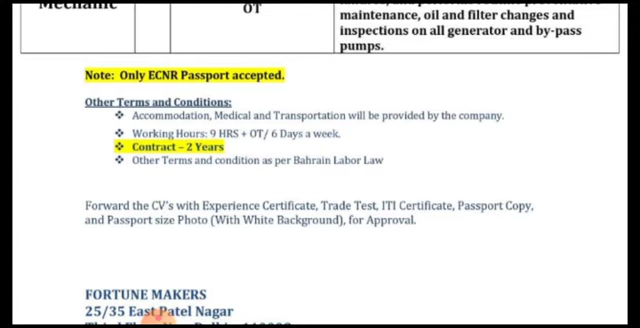 Mechanic
OT
maintenance, oil and filter changes and
inspections on all generator and by-pass
pumps.
Note: Only ECNR Passport accepted.
Other Terms and Conditions:
❖ Accommodation, Medical and Transportation will be provided by the company.
❖ Working Hours: 9 HRS + OT/ 6 Days a week.
❖ Contract – 2 Years
❖ Other Terms and condition as per Bahrain Labor Law
Forward the CV's with Experience Certificate, Trade Test, ITI Certificate, Passport Copy,
and Passport size Photo (With White Background), for Approval.
FORTUNE MAKERS
25/35 East Patel Nagar